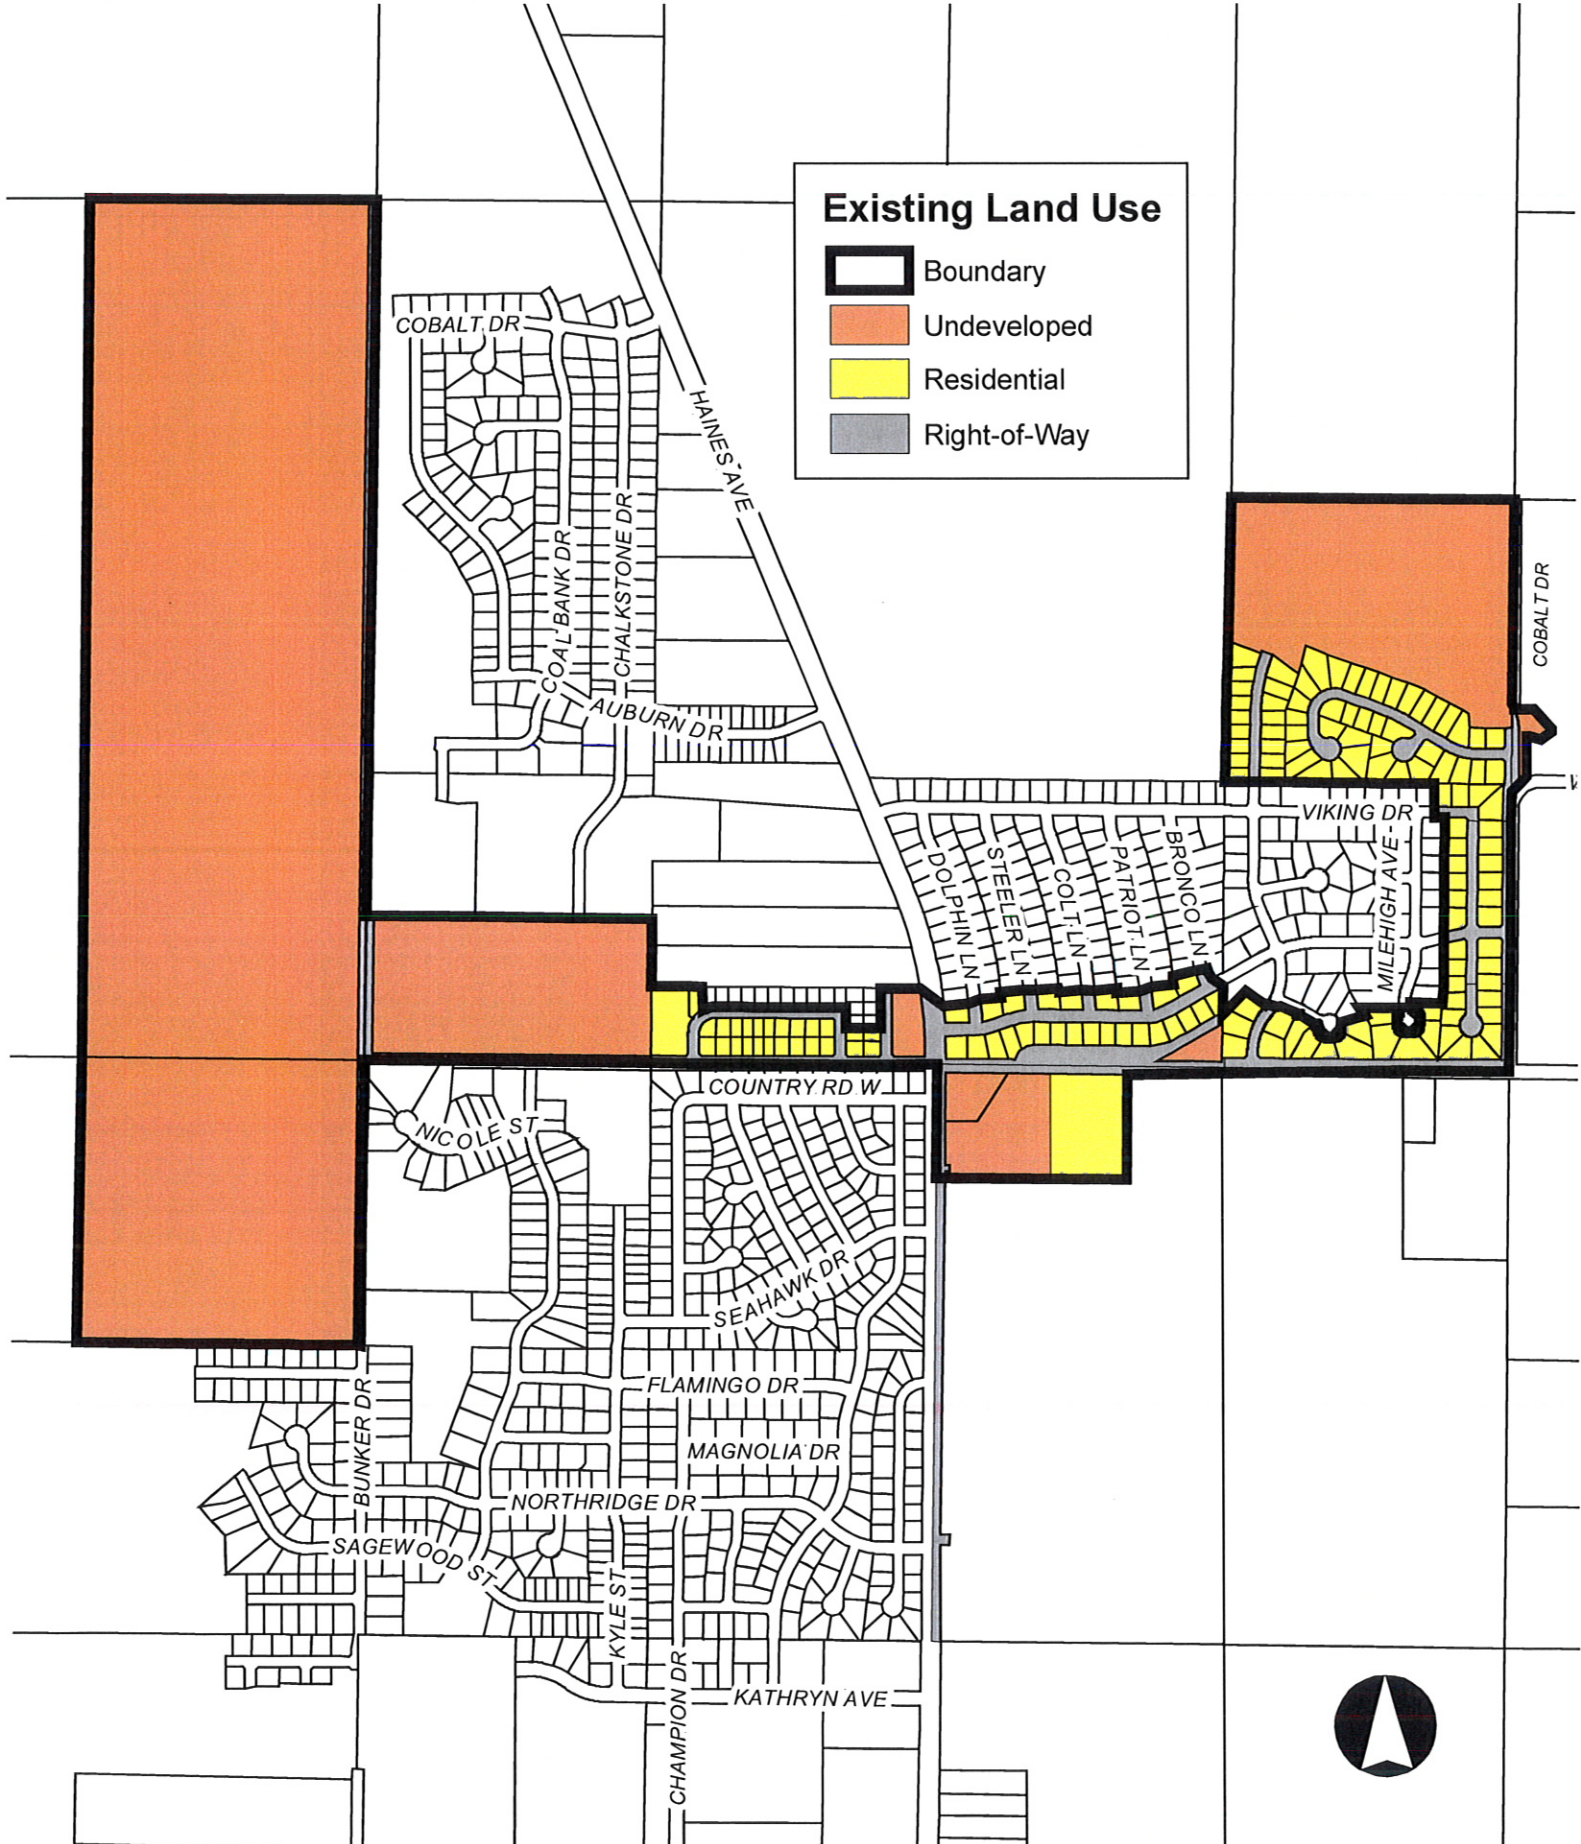 Existing Land Use
Boundary
Undeveloped
Residential
Right-of-Way
COBALT DR
HAINES AVE
COAL BANK DR
CHALKSTONE DR
COBALT DR
AUBURN DR
VIKING DR
DOLPHIN LN
STEELER LN
COLT LN
PATRIOT LN
BRONCO LN
MILEHIGH AVE
COUNTRY RD W
NICOLE ST
SEAHAWK DR
FLAMINGO DR
BUNKER DR
MAGNOLIA DR
NORTHRIDGE DR
SAGEWOOD ST
KYLE ST
CHAMPION DR
KATHRYN AVE